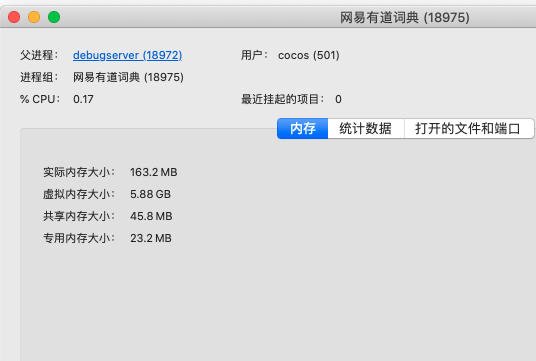 网易有道词典 (18975)
父进程： debugserver (18972) 用户： cocos (501)
进程组： 网易有道词典 (18975)
% CPU： 0.17 最近挂起的项目： 0
内存 统计数据 打开的文件和端口
实际内存大小： 163.2 MB
虚拟内存大小： 5.88 GB
共享内存大小： 45.8 MB
专用内存大小： 23.2 MB